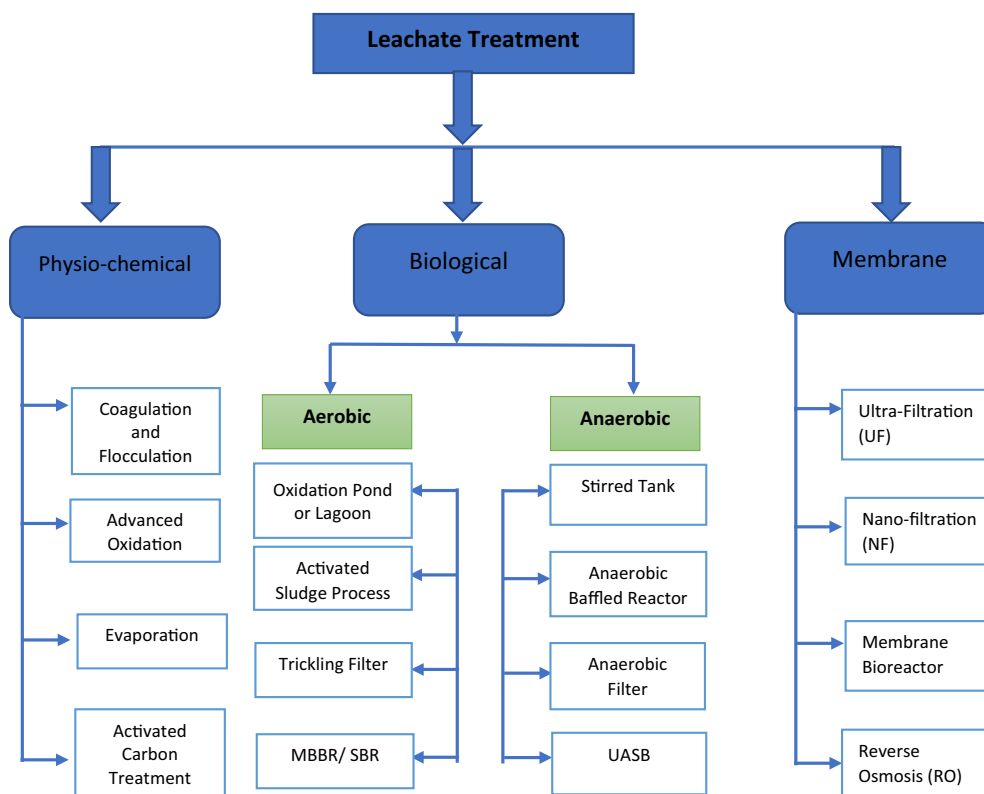 Leachate Treatment
Physio-chemical
Biological
Membrane
Coagulation
and
Flocculation
Advanced
Oxidation
Evaporation
Activated
Carbon
Treatment
Aerobic
Oxidation Pond
or Lagoon
Activated
Sludge Process
Trickling Filter
MBBR/ SBR
Anaerobic
Stirred Tank
Anaerobic
Baffled Reactor
Anaerobic
Filter
UASB
Ultra-Filtration
(UF)
Nano-filtration
(NF)
Membrane
Bioreactor
Reverse
Osmosis (RO)